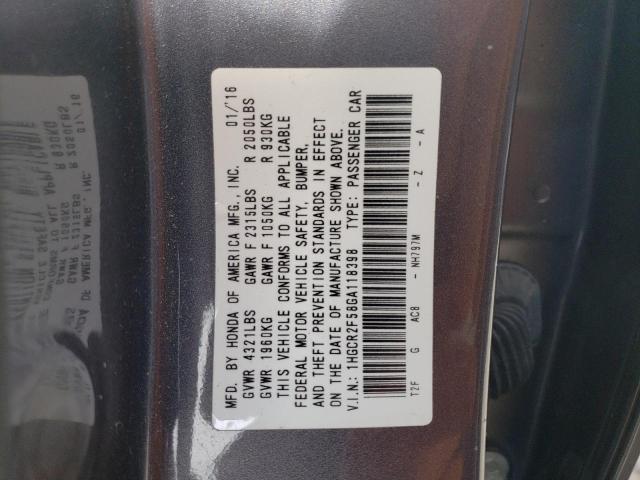 MFD. BY HONDA OF AMERICA MFG., INC. 01/'16
GVWR 4321LBS GAWR F 2315LBS R 2050LBS
GVWR 1960KG GAWR F 1050KG R 930KG
THIS VEHICLE CONFORMS TO ALL APPLICABLE
FEDERAL MOTOR VEHICLE SAFETY, BUMPER,
AND THEFT PREVENTION STANDARDS IN EFFECT
ON THE DATE OF MANUFACTURE SHOWN ABOVE.
V.I.N.: 1HGCR2F58GA118398 TYPE: PASSENGER CAR
T2F G AC8 - NH797M - Z - A